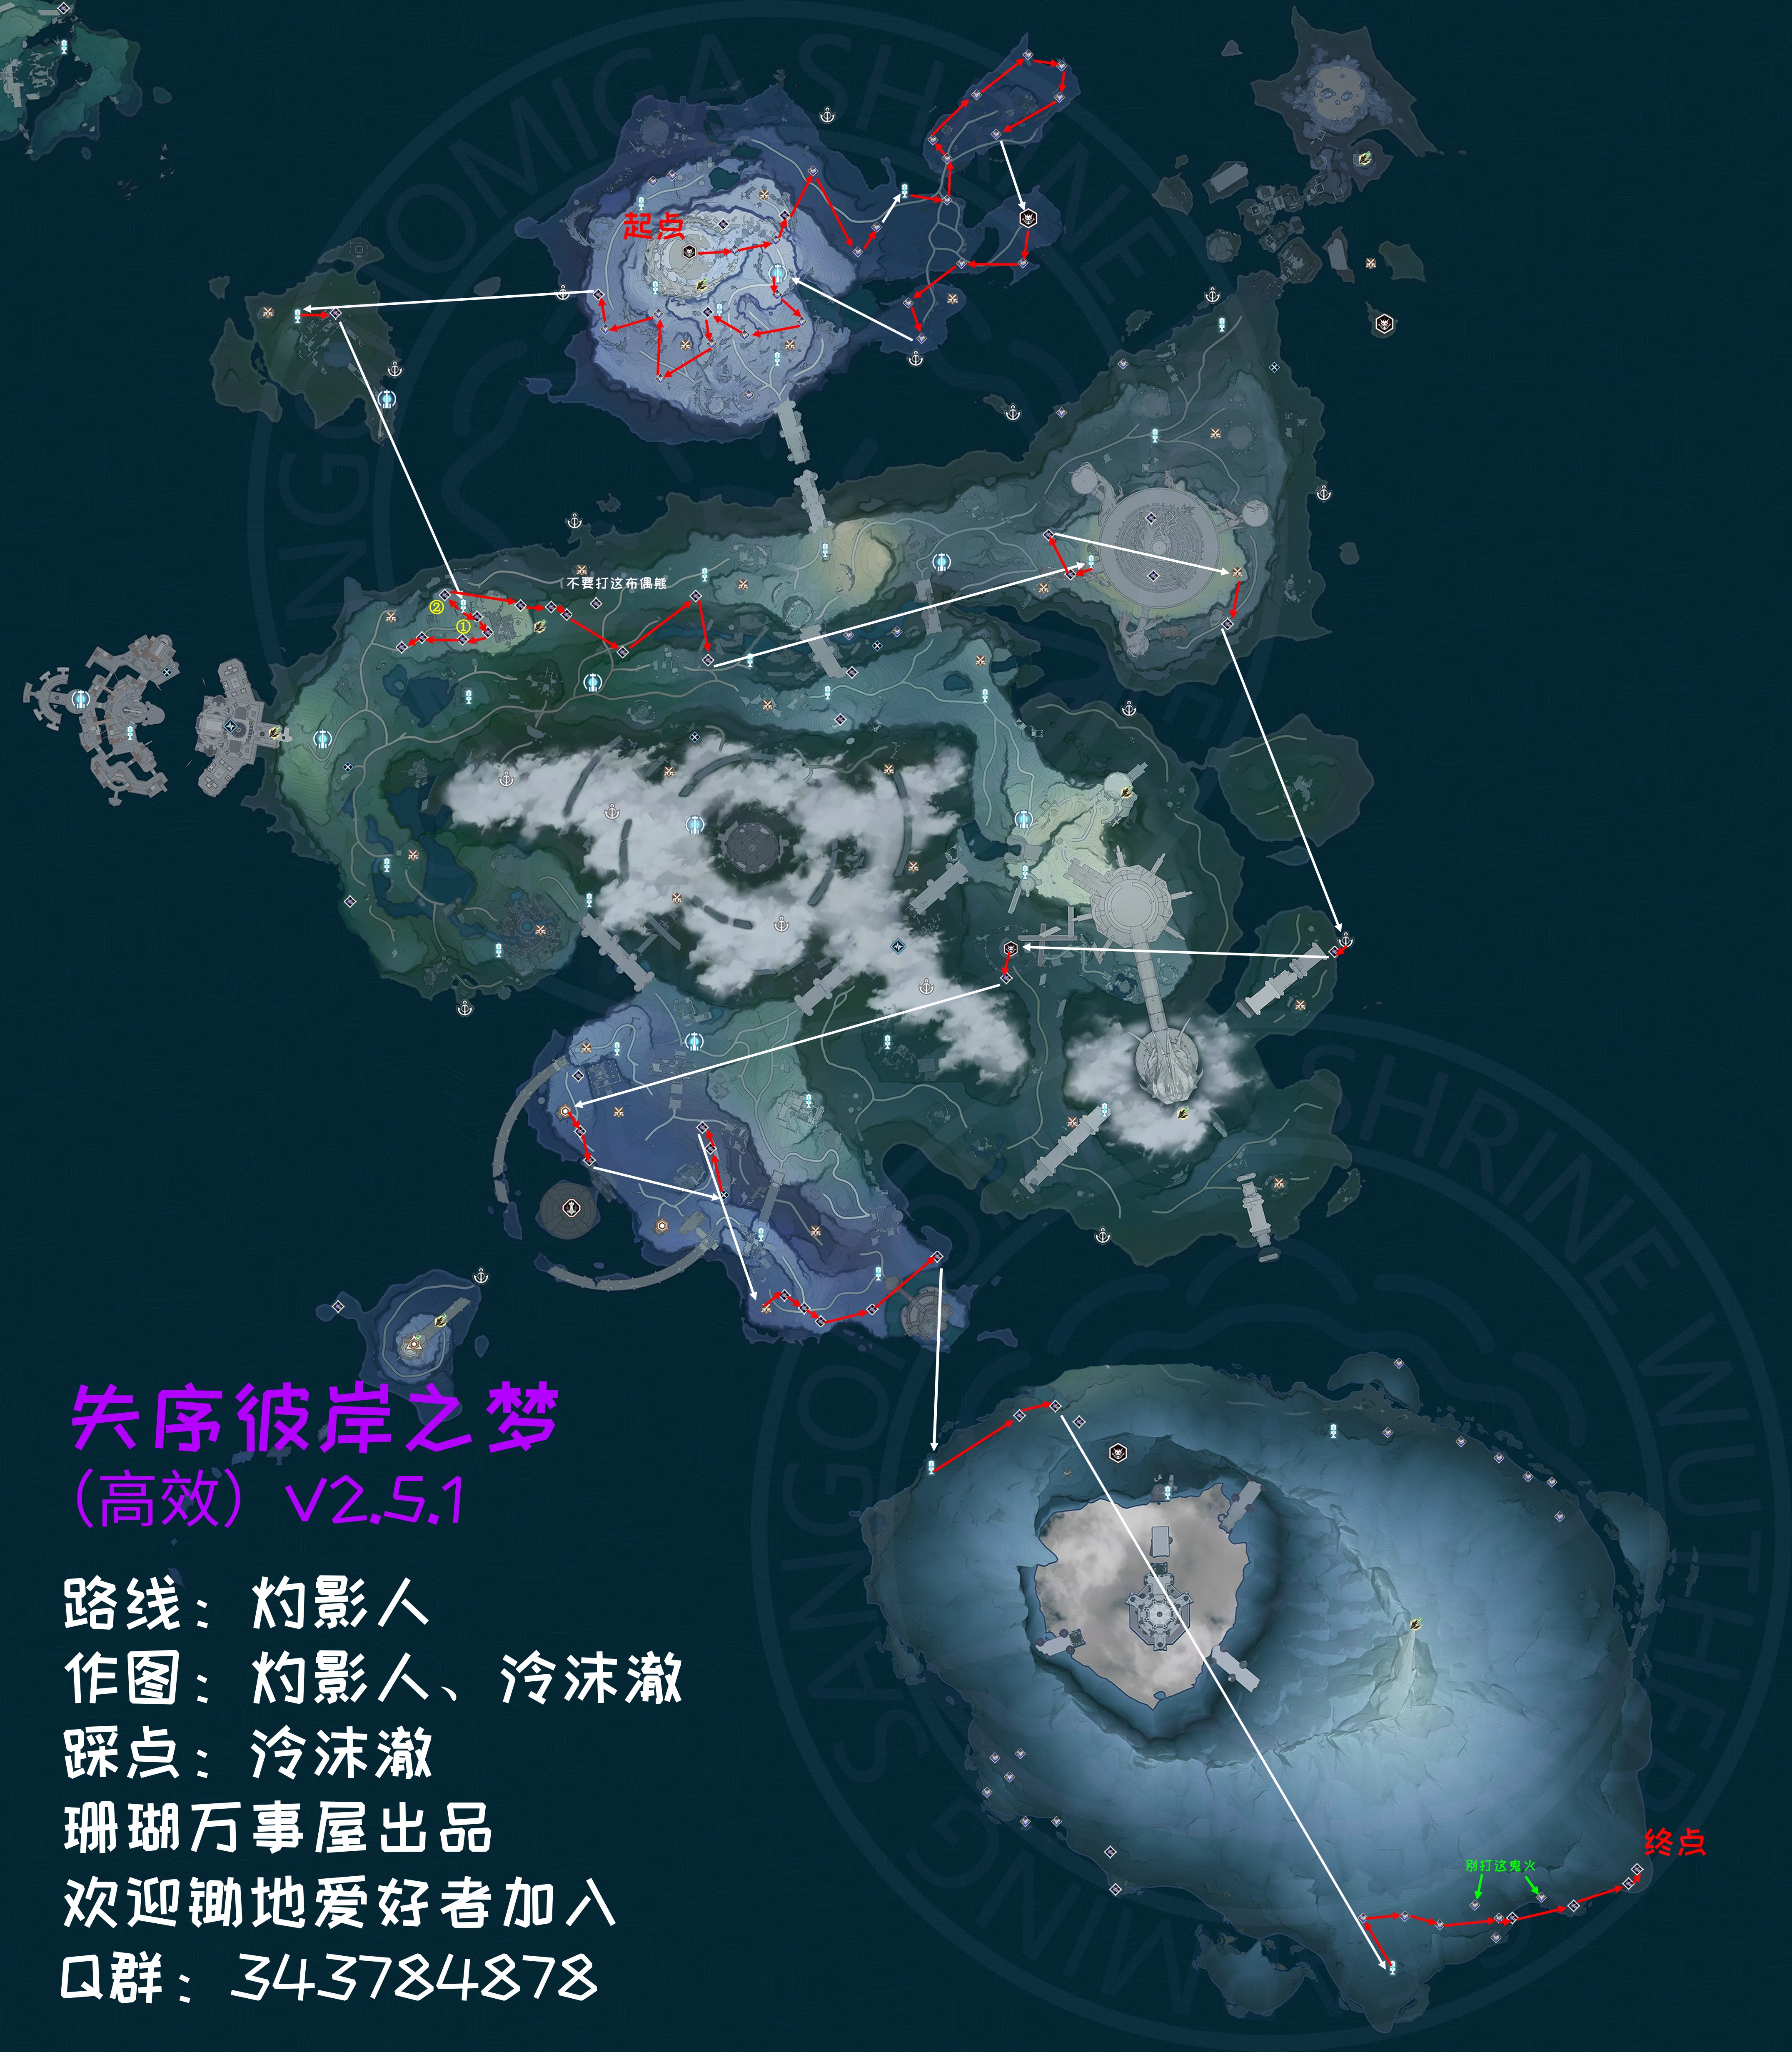 起点
不要打这布偶熊
②
①
失序彼岸之梦
（高效）V2.5.1
路线：灼影人
作图：灼影人、泠沫澈
踩点：泠沫澈
珊瑚万事屋出品
欢迎锄地爱好者加入
Q群：343784878
终点
别打这鬼火